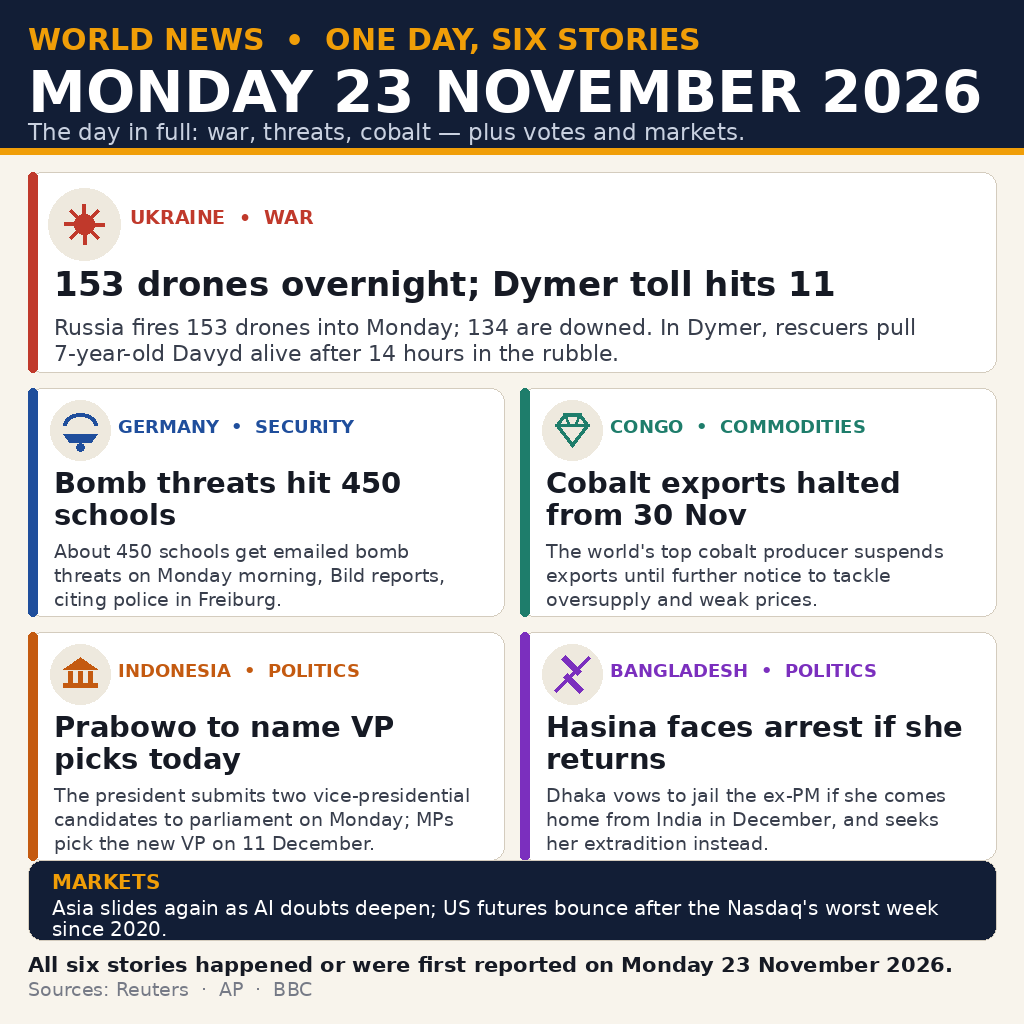 WORLD NEWS • ONE DAY, SIX STORIES
MONDAY 23 NOVEMBER 2026
The day in full: war, threats, cobalt — plus votes and markets.
UKRAINE • WAR
153 drones overnight; Dymer toll hits 11
Russia fires 153 drones into Monday; 134 are downed. In Dymer, rescuers pull
7-year-old Davyd alive after 14 hours in the rubble.
GERMANY • SECURITY
Bomb threats hit 450
schools
About 450 schools get emailed bomb
threats on Monday morning, Bild reports,
citing police in Freiburg.
CONGO • COMMODITIES
Cobalt exports halted
from 30 Nov
The world's top cobalt producer suspends
exports until further notice to tackle
oversupply and weak prices.
INDONESIA • POLITICS
Prabowo to name VP
picks today
The president submits two vice-presidential
candidates to parliament on Monday; MPs
pick the new VP on 11 December.
BANGLADESH • POLITICS
Hasina faces arrest if she
returns
Dhaka vows to jail the ex-PM if she comes
home from India in December, and seeks
her extradition instead.
MARKETS
Asia slides again as AI doubts deepen; US futures bounce after the Nasdaq's worst week
since 2020.
All six stories happened or were first reported on Monday 23 November 2026.
Sources: Reuters · AP · BBC